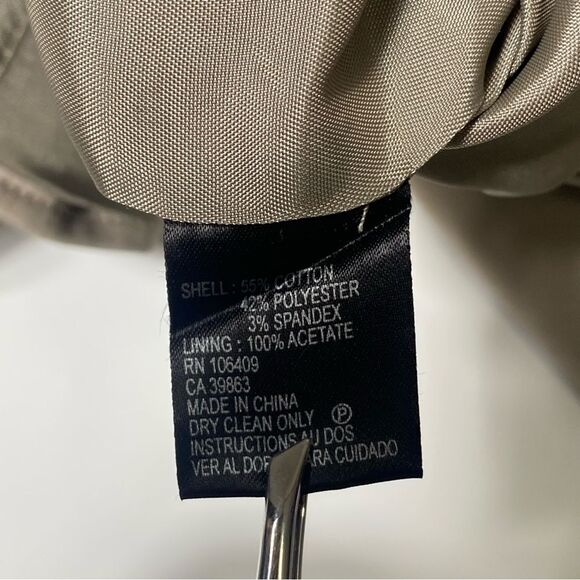 SHELL : 55% COTTON
42% POLYESTER
3% SPANDEX
LINING : 100% ACETATE
RN 106409
CA 39863
MADE IN CHINA
DRY CLEAN ONLY Ⓟ
INSTRUCTIONS AU DOS
VER AL CUIDADO